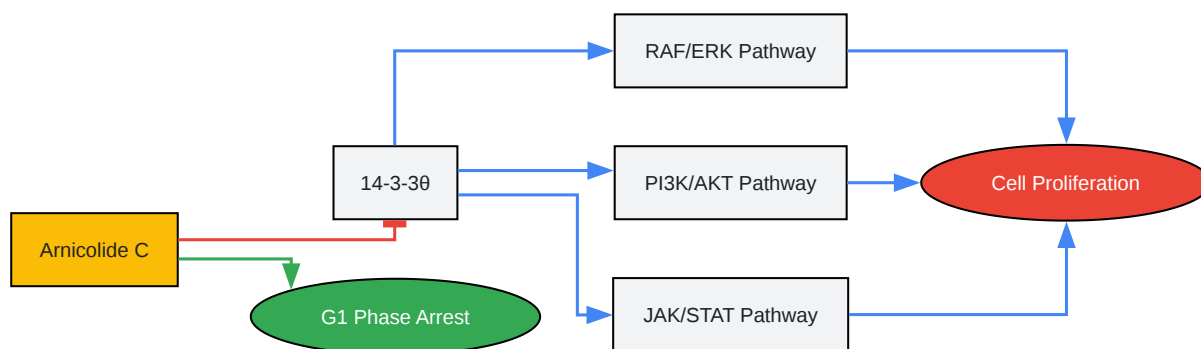 RAF/ERK Pathway
14-3-3θ
PI3K/AKT Pathway
Cell Proliferation
Arnicolide C
G1 Phase Arrest
JAK/STAT Pathway